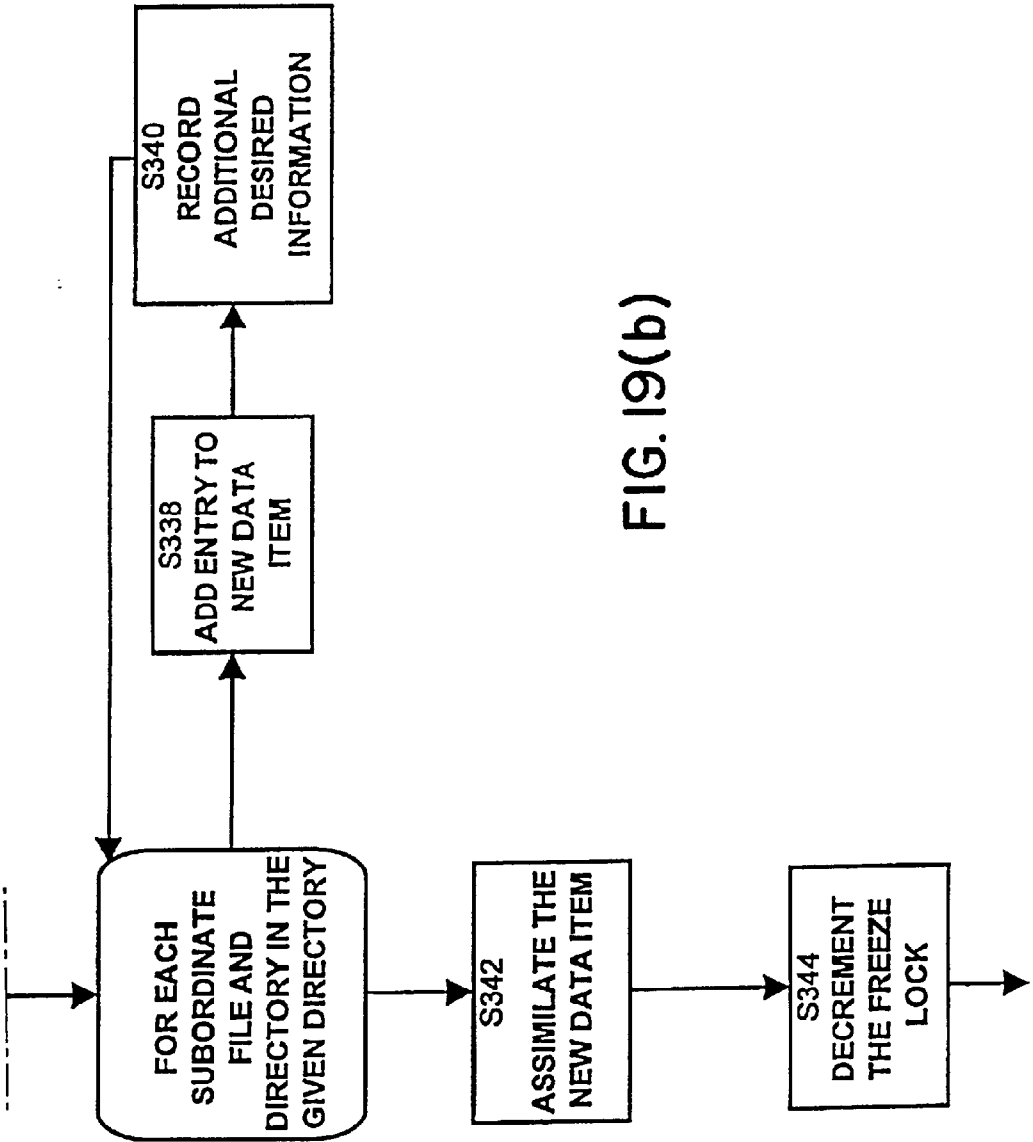 FOR EACH
SUBORDINATE
FILE AND
DIRECTORY IN THE
GIVEN DIRECTORY
S338
ADD ENTRY TO
NEW DATA
ITEM
S340
RECORD
ADDITIONAL
DESIRED
INFORMATION
S342
ASSIMILATE THE
NEW DATA ITEM
S344
DECREMENT
THE FREEZE
LOCK
FIG. 19(b)